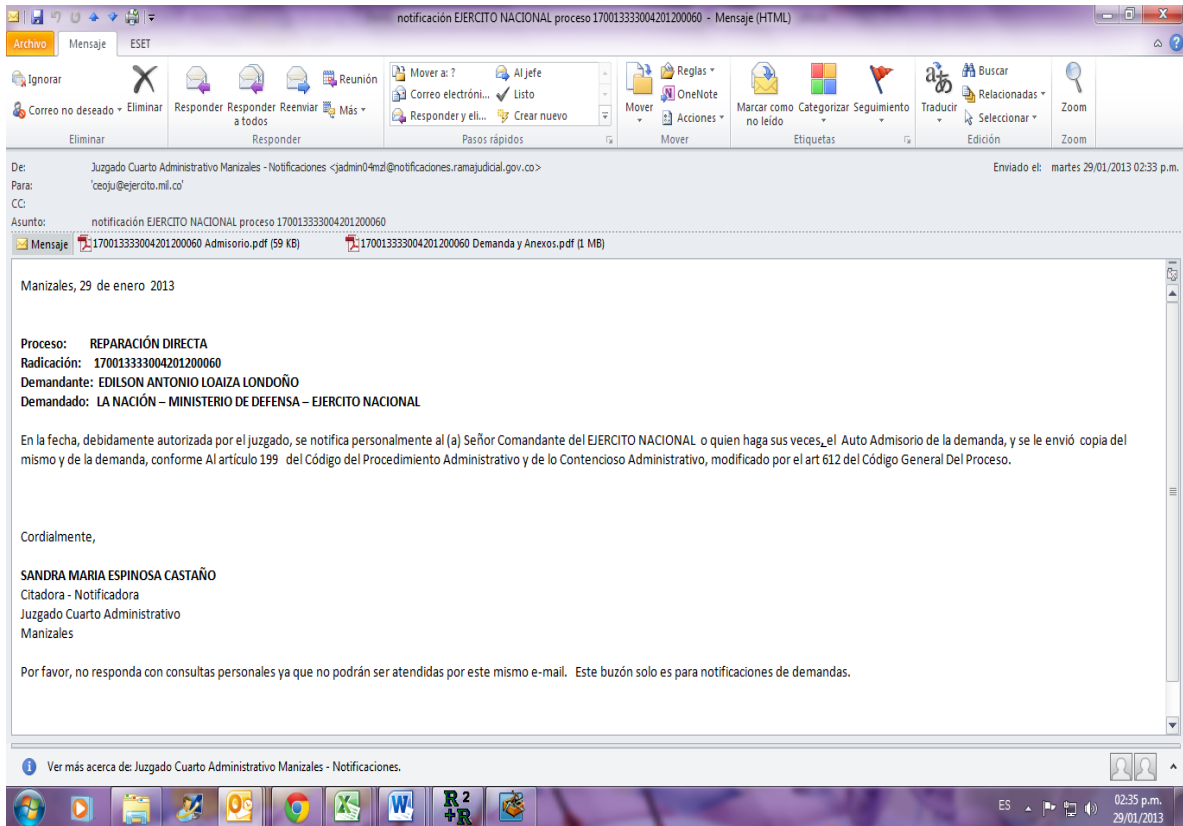 notificación EJERCITO NACIONAL proceso 17001333300420120060 - Mensaje (HTML)
Archivo Mensaje ESET
Ignorar
Correo no deseado
Eliminar
Responder
Responder a todos
Reenviar
Reunión
Más
Mover a: ?
Al jefe
Correo electróni...
Listo
Responder y eli...
Crear nuevo
Mover
Reglas
OneNote
Acciones
Marcar como no leído
Categorizar
Seguimiento
Traducir
Buscar
Relacionadas
Seleccionar
Zoom
Eliminar Responder Pasos rápidos Mover Etiquetas Edición Zoom
De: Juzgado Cuarto Administrativo Manizales - Notificaciones <jadmin04mzl@notificaciones.ramajudicial.gov.co> Enviado el: martes 29/01/2013 02:33 p.m.
Para: 'ceoju@ejercito.mil.co'
CC:
Asunto: notificación EJERCITO NACIONAL proceso 170013333004201200060
Mensaje 170013333004201200060 Admisorio.pdf (59 KB) 170013333004201200060 Demanda y Anexos.pdf (1 MB)
Manizales, 29 de enero 2013
Proceso: REPARACIÓN DIRECTA
Radicación: 170013333004201200060
Demandante: EDILSON ANTONIO LOAIZA LONDOÑO
Demandado: LA NACIÓN – MINISTERIO DE DEFENSA – EJERCITO NACIONAL
En la fecha, debidamente autorizada por el juzgado, se notifica personalmente al (a) Señor Comandante del EJERCITO NACIONAL o quien haga sus veces, el Auto Admisorio de la demanda, y se le envió copia del
mismo y de la demanda, conforme Al artículo 199 del Código del Procedimiento Administrativo y de lo Contencioso Administrativo, modificado por el art 612 del Código General Del Proceso.
Cordialmente,
SANDRA MARIA ESPINOSA CASTAÑO
Citadora - Notificadora
Juzgado Cuarto Administrativo
Manizales
Por favor, no responda con consultas personales ya que no podrán ser atendidas por este mismo e-mail. Este buzón solo es para notificaciones de demandas.
Ver más acerca de: Juzgado Cuarto Administrativo Manizales - Notificaciones.
R2
+R
ES 02:35 p.m.
29/01/2013